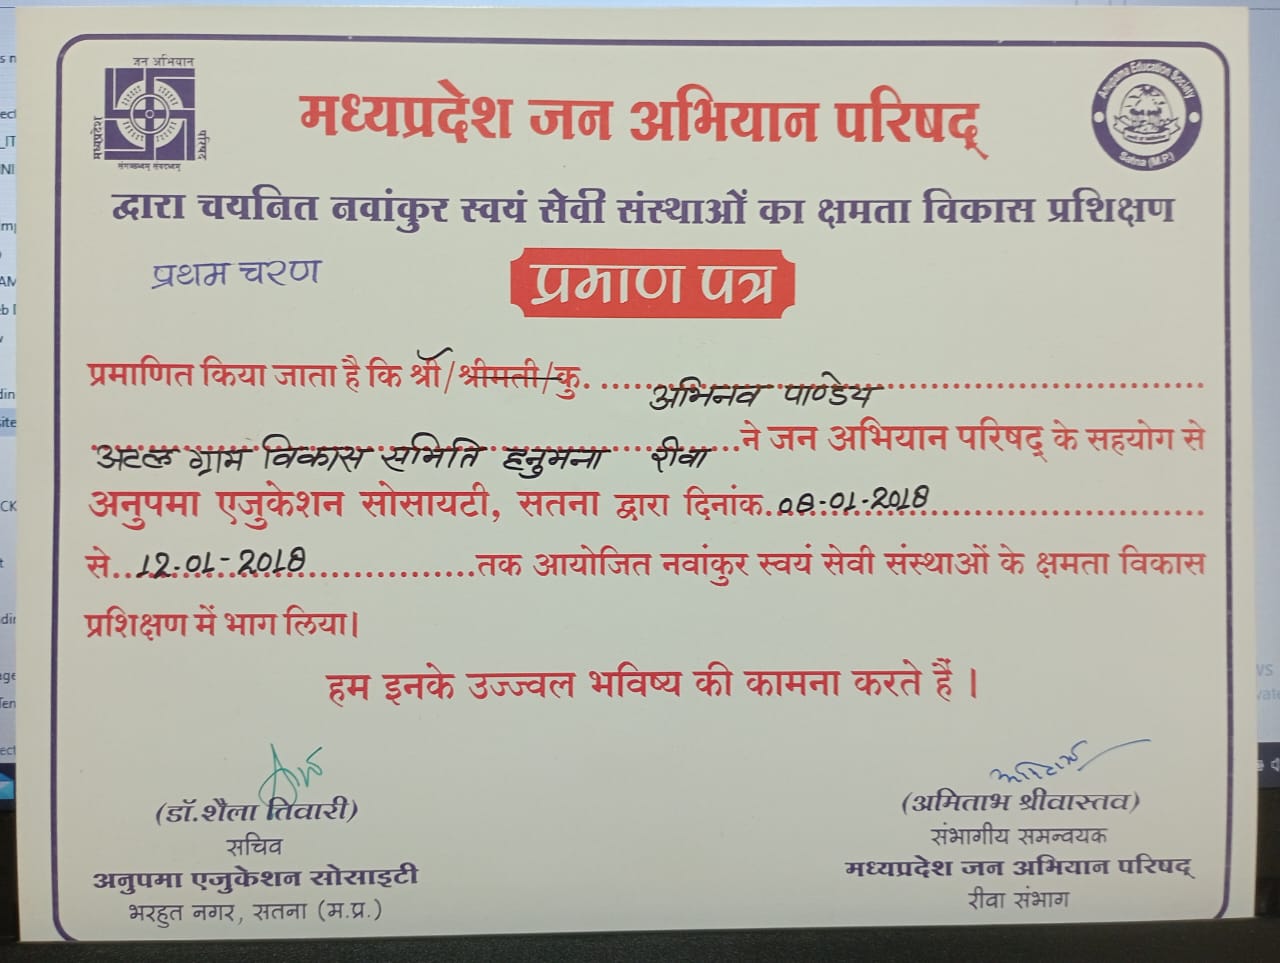 जन अभियान
मध्यप्रदेश
परिषद
संगच्छध्वम् संवदध्वम्
मध्यप्रदेश जन अभियान परिषद्
Anupama Education Society
Satna (M.P.)
द्वारा चयनित नवांकुर स्वयं सेवी संस्थाओं का क्षमता विकास प्रशिक्षण
प्रथम चरण
प्रमाण पत्र
प्रमाणित किया जाता है कि श्री/श्रीमती/कु. अभिनव पाण्डेय
अटल ग्राम विकास समिति हनुमना रीवा ने जन अभियान परिषद् के सहयोग से
अनुपमा एजुकेशन सोसायटी, सतना द्वारा दिनांक 08-01-2018
से 12-01-2018 तक आयोजित नवांकुर स्वयं सेवी संस्थाओं के क्षमता विकास
प्रशिक्षण में भाग लिया।
हम इनके उज्ज्वल भविष्य की कामना करते हैं ।
(डॉ.शैला तिवारी)
सचिव
अनुपमा एजुकेशन सोसाइटी
भरहुत नगर, सतना (म.प्र.)
(अमिताभ श्रीवास्तव)
संभागीय समन्वयक
मध्यप्रदेश जन अभियान परिषद्
रीवा संभाग